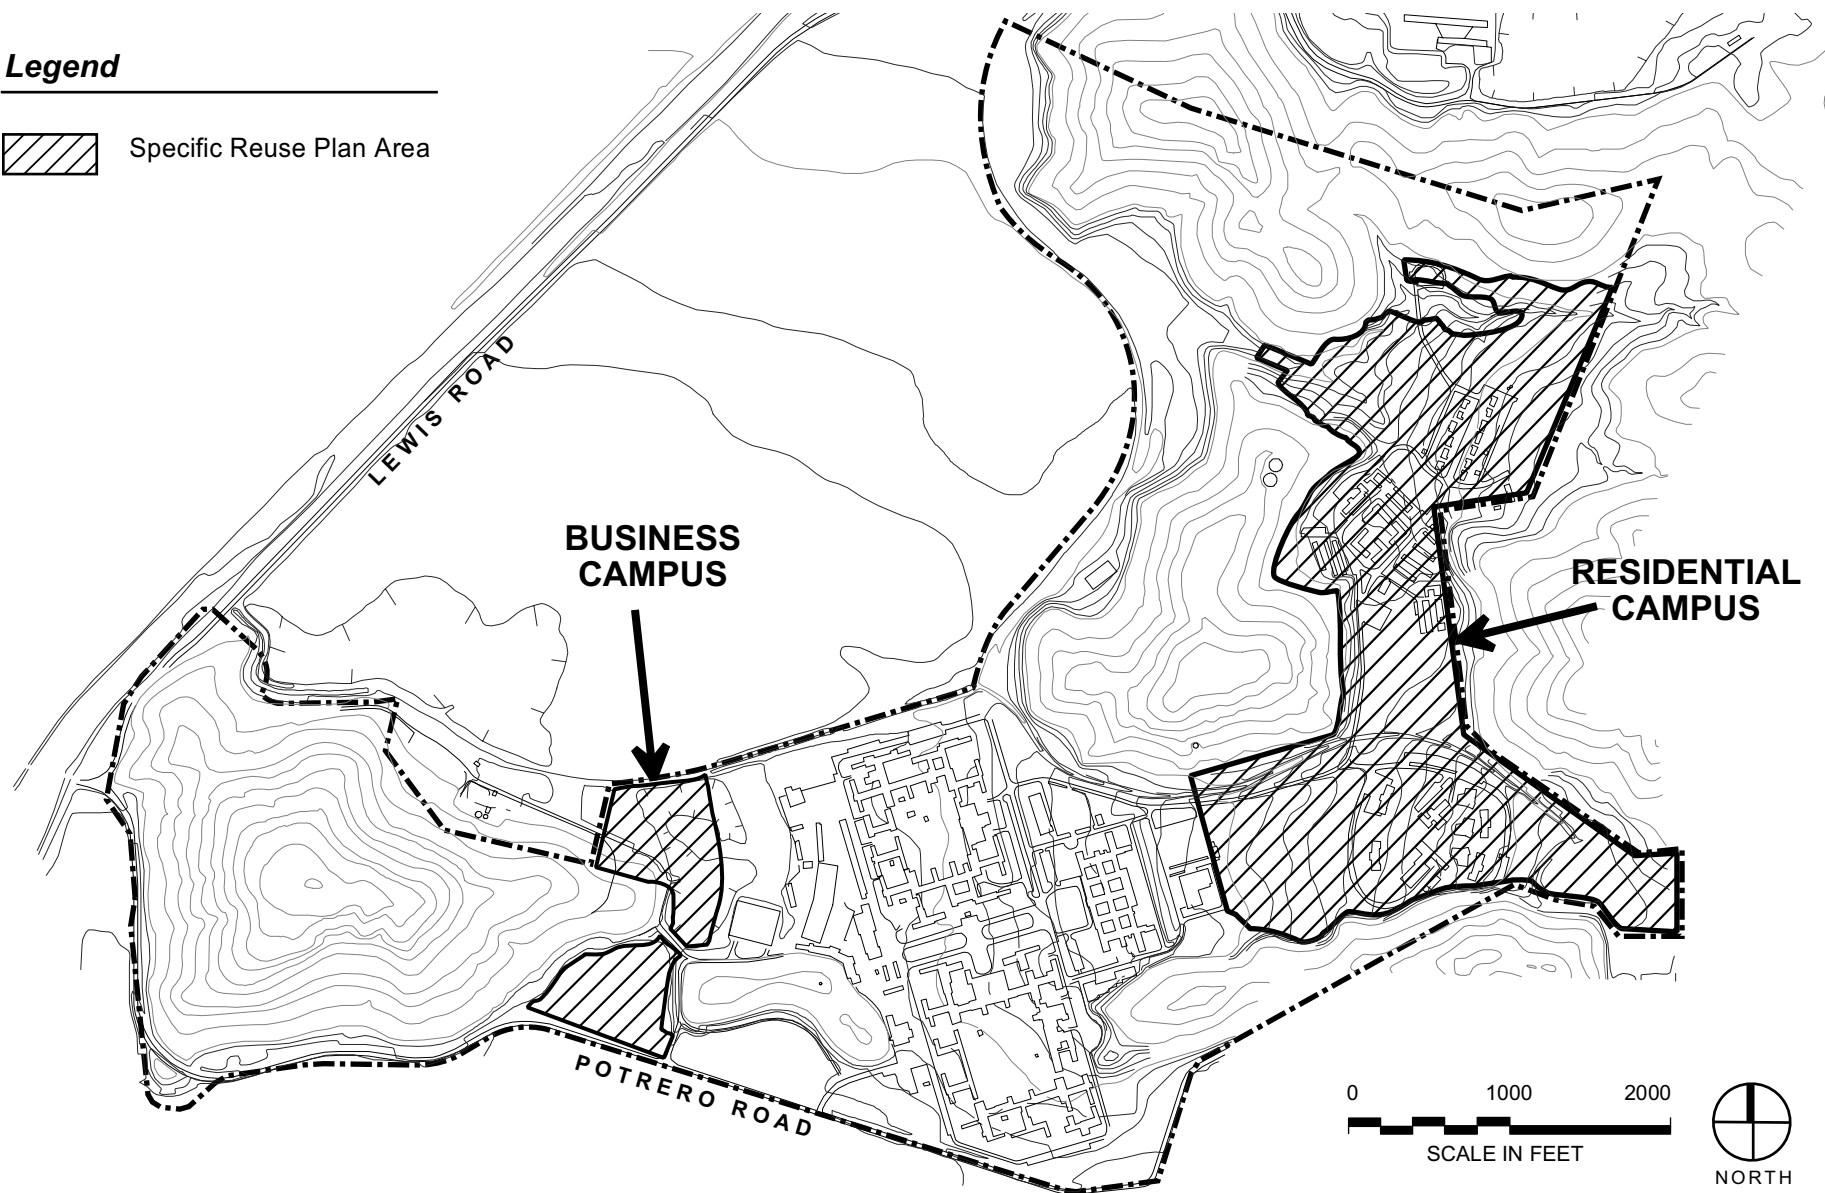 Legend
Specific Reuse Plan Area
LEWIS ROAD
BUSINESS
CAMPUS
RESIDENTIAL
CAMPUS
POTRERO ROAD
0 1000 2000
SCALE IN FEET
NORTH